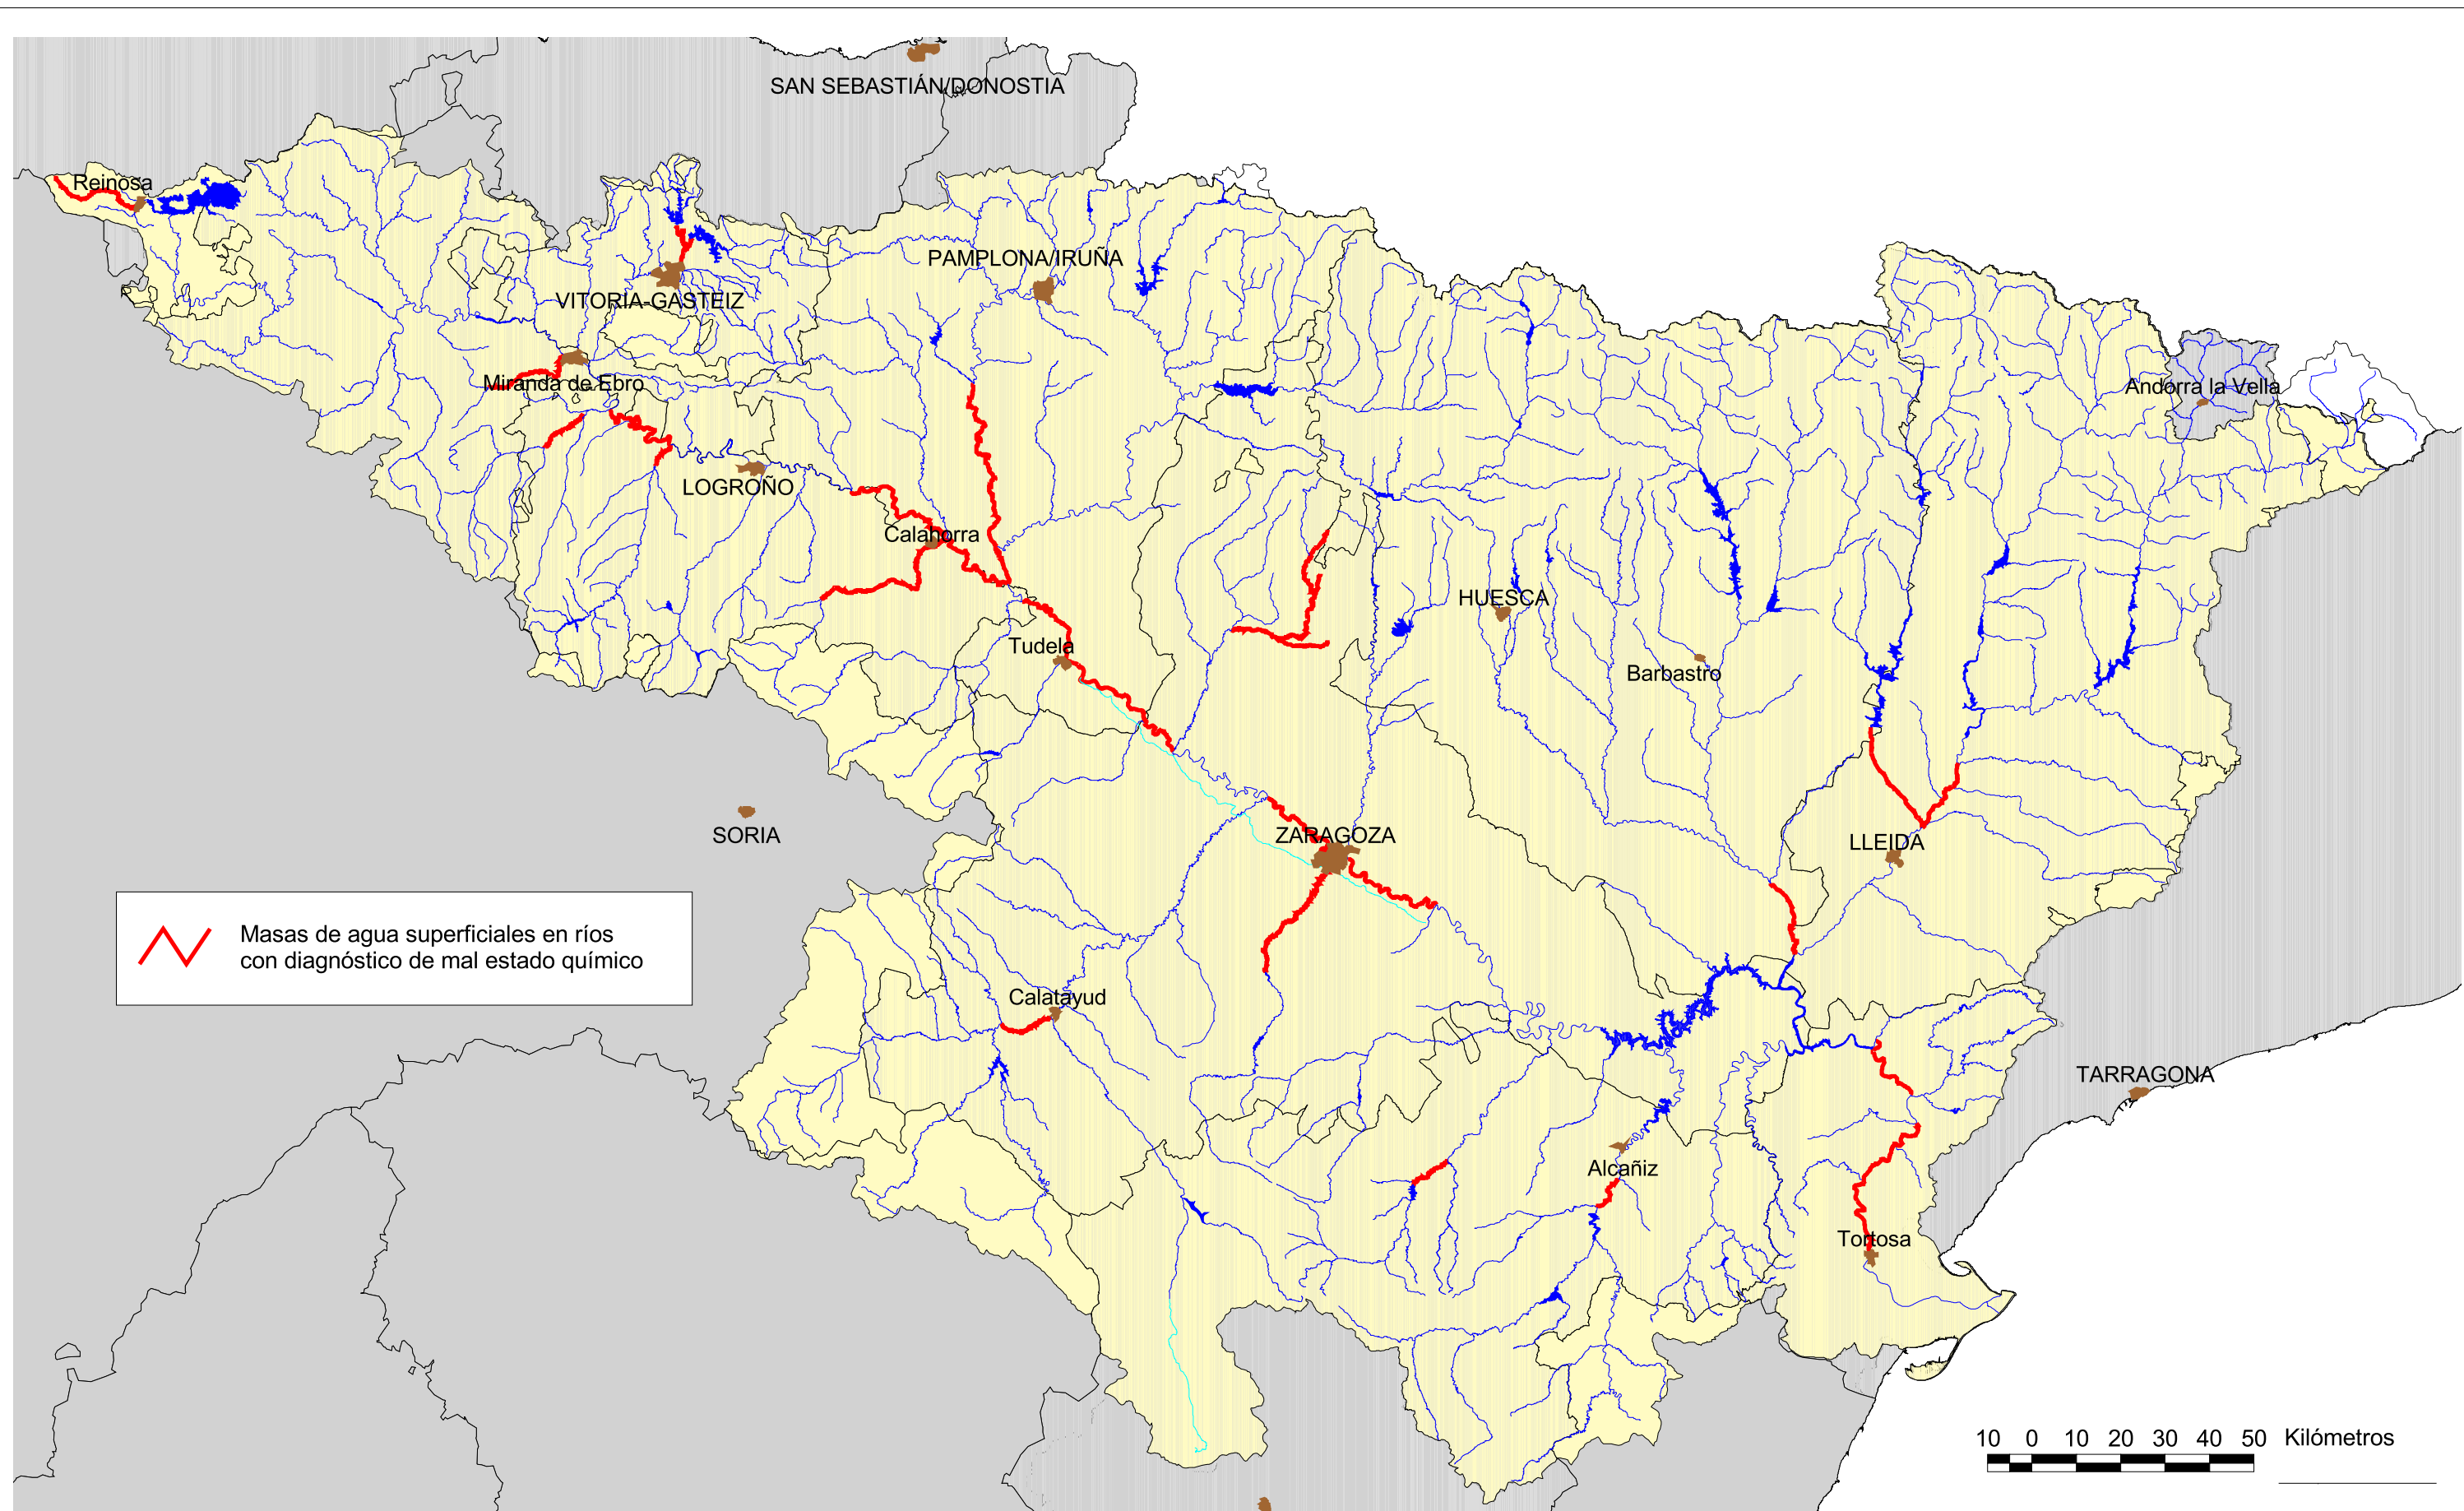 SAN SEBASTIÁN/DONOSTIA
Reinosa
PAMPLONA/IRUÑA
VITORIA-GASTEIZ
Miranda de Ebro
Andorra la Vella
LOGROÑO
Calahorra
HUESCA
Tudela
Barbastro
SORIA
ZARAGOZA
LLEIDA
Masas de agua superficiales en ríos
con diagnóstico de mal estado químico
Calatayud
TARRAGONA
Alcañiz
Tortosa
10 0 10 20 30 40 50 Kilómetros